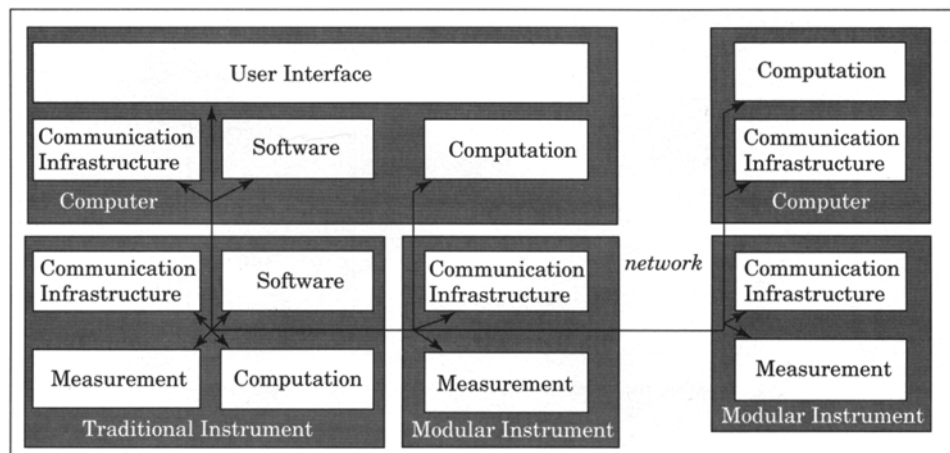 User Interface
Communication
Infrastructure
Software
Computation
Computer
Computation
Communication
Infrastructure
Computer
Communication
Infrastructure
Software
Measurement
Computation
Traditional Instrument
Communication
Infrastructure
Measurement
Modular Instrument
network
Communication
Infrastructure
Measurement
Modular Instrument